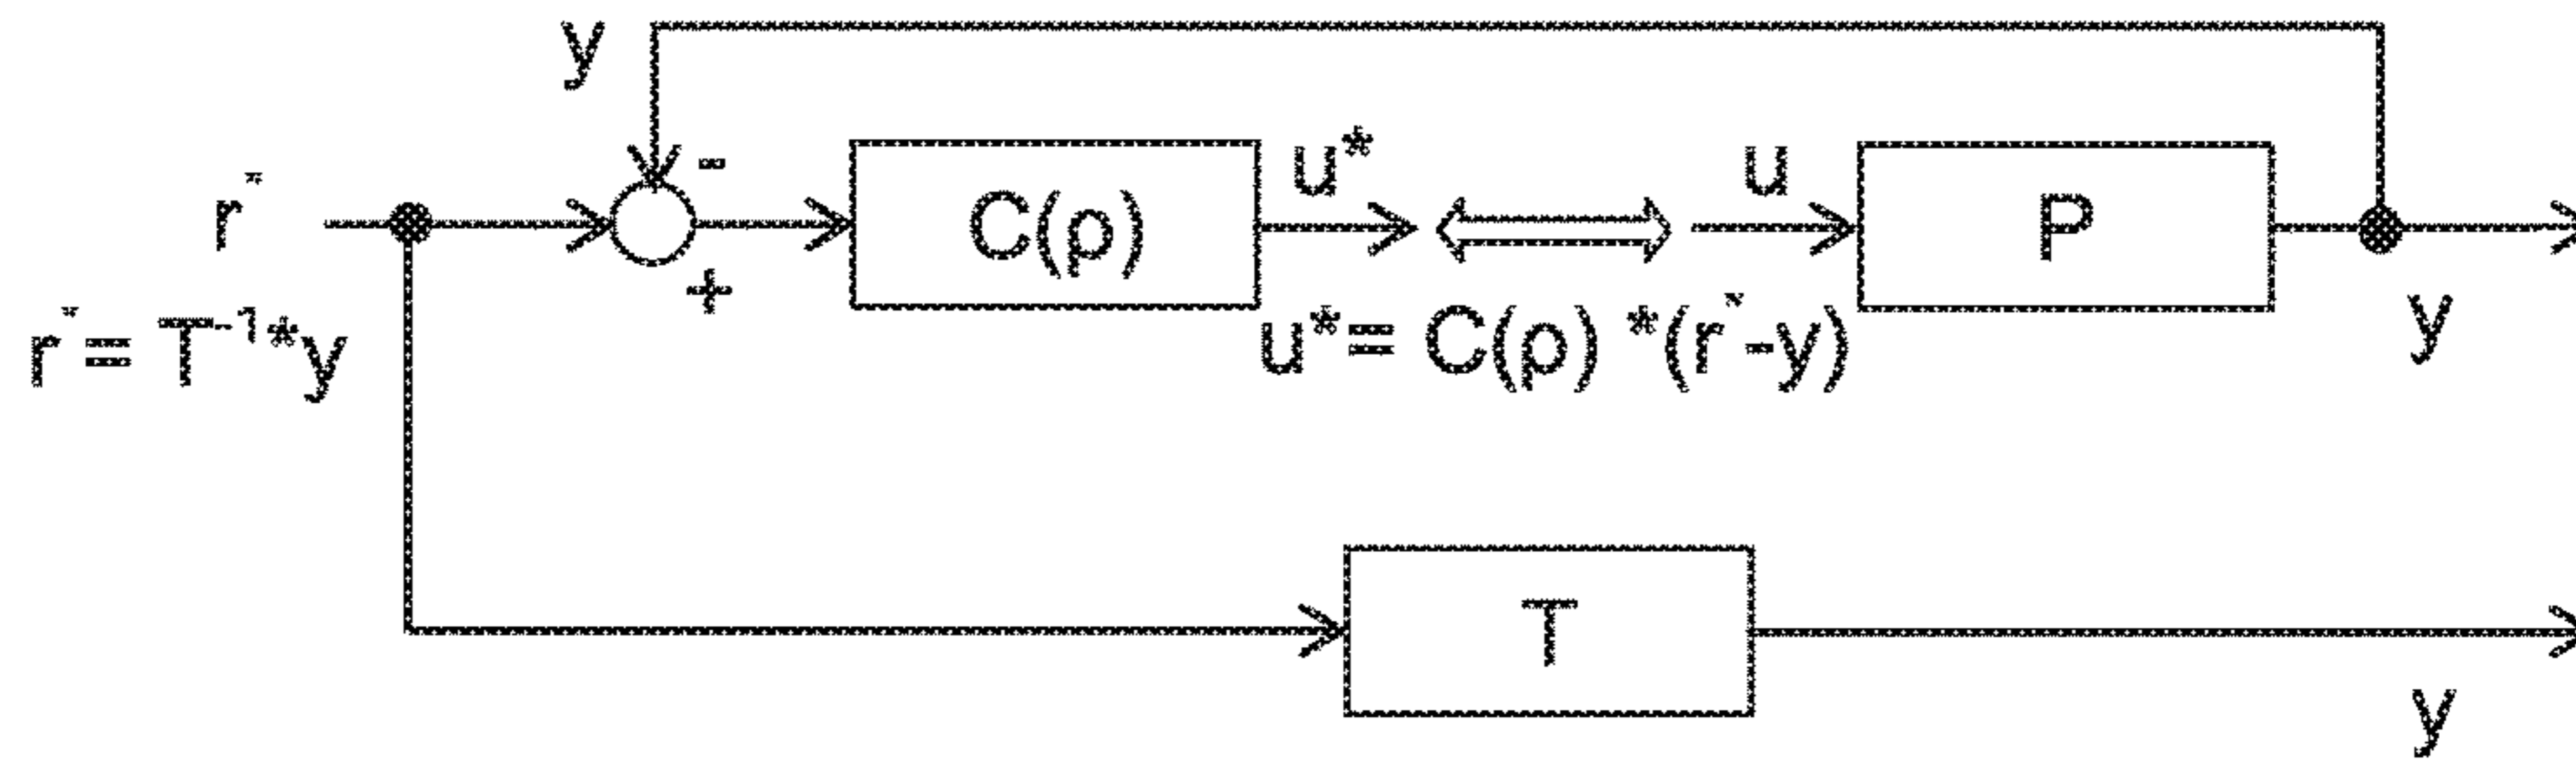 y
-
r~
C(ρ)
u*
u
P
+
r~= T-1*y
u*= C(ρ) *(r~-y)
y
T
y